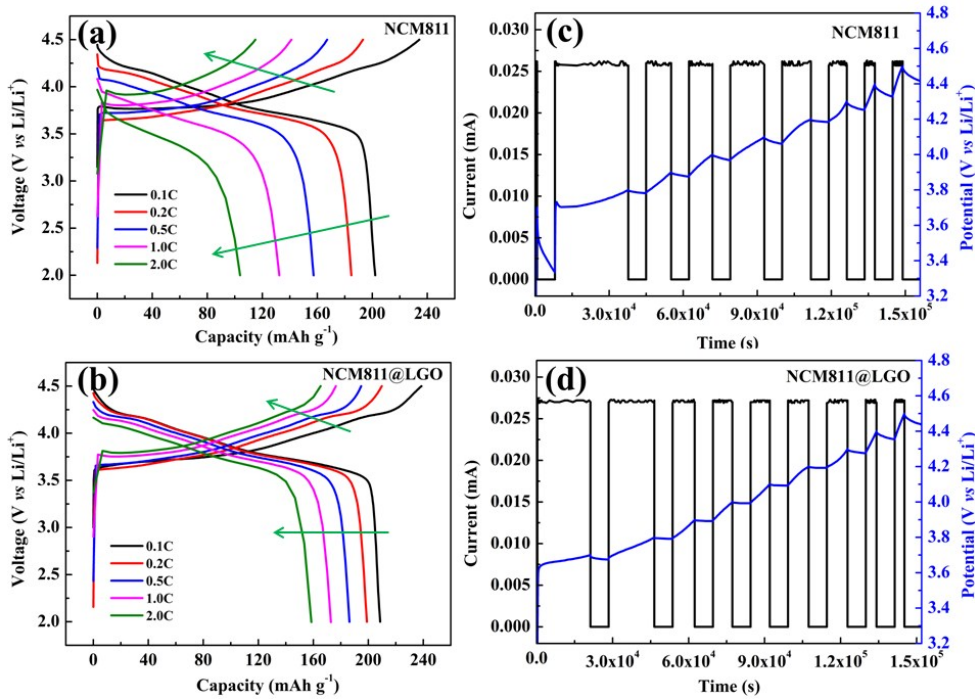 (a)
NCM811
4.5
4.0
3.5
3.0
2.5
2.0
Voltage (V vs Li/Li⁺)
0.1C
0.2C
0.5C
1.0C
2.0C
0 40 80 120 160 200 240
Capacity (mAh g⁻¹)
(c)
NCM811
0.030
0.025
0.020
0.015
0.010
0.005
0.000
Current (mA)
4.8
4.6
4.4
4.2
4.0
3.8
3.6
3.4
3.2
Potential (V vs Li/Li⁺)
0.0 3.0x10⁴ 6.0x10⁴ 9.0x10⁴ 1.2x10⁵ 1.5x10⁵
Time (s)
(b)
NCM811@LGO
4.5
4.0
3.5
3.0
2.5
2.0
Voltage (V vs Li/Li⁺)
0.1C
0.2C
0.5C
1.0C
2.0C
0 40 80 120 160 200 240
Capacity (mAh g⁻¹)
(d)
NCM811@LGO
0.030
0.025
0.020
0.015
0.010
0.005
0.000
Current (mA)
4.8
4.6
4.4
4.2
4.0
3.8
3.6
3.4
3.2
Potential (V vs Li/Li⁺)
0.0 3.0x10⁴ 6.0x10⁴ 9.0x10⁴ 1.2x10⁵ 1.5x10⁵
Time (s)